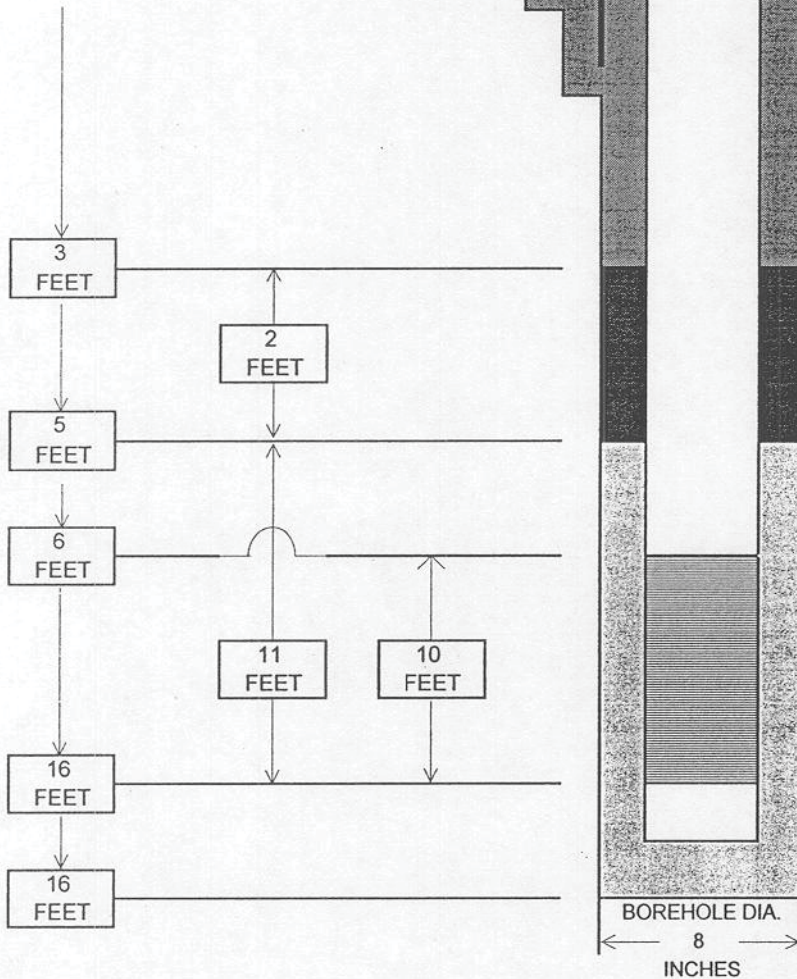 3
FEET
2
FEET
5
FEET
6
FEET
11
FEET
10
FEET
16
FEET
16
FEET
BOREHOLE DIA.
8
INCHES